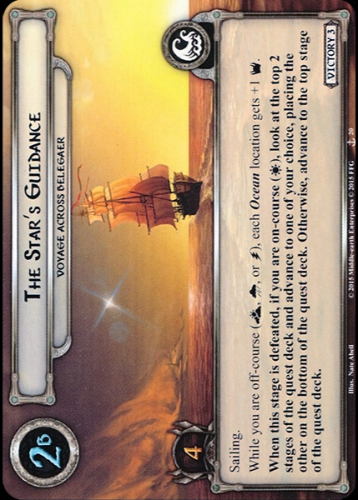 2B
THE STAR'S GUIDANCE
VOYAGE ACROSS BELEGAER
4
Sailing.
While you are off-course (, , or ), each Ocean location gets +1 .
When this stage is defeated, if you are on-course (), look at the top 2
stages of the quest deck and advance to one of your choice, placing the
other on the bottom of the quest deck. Otherwise, advance to the top stage
of the quest deck.
VICTORY 3
Illus. Nate Abell
© 2015 Middle-earth Enterprises © 2015 FFG
20